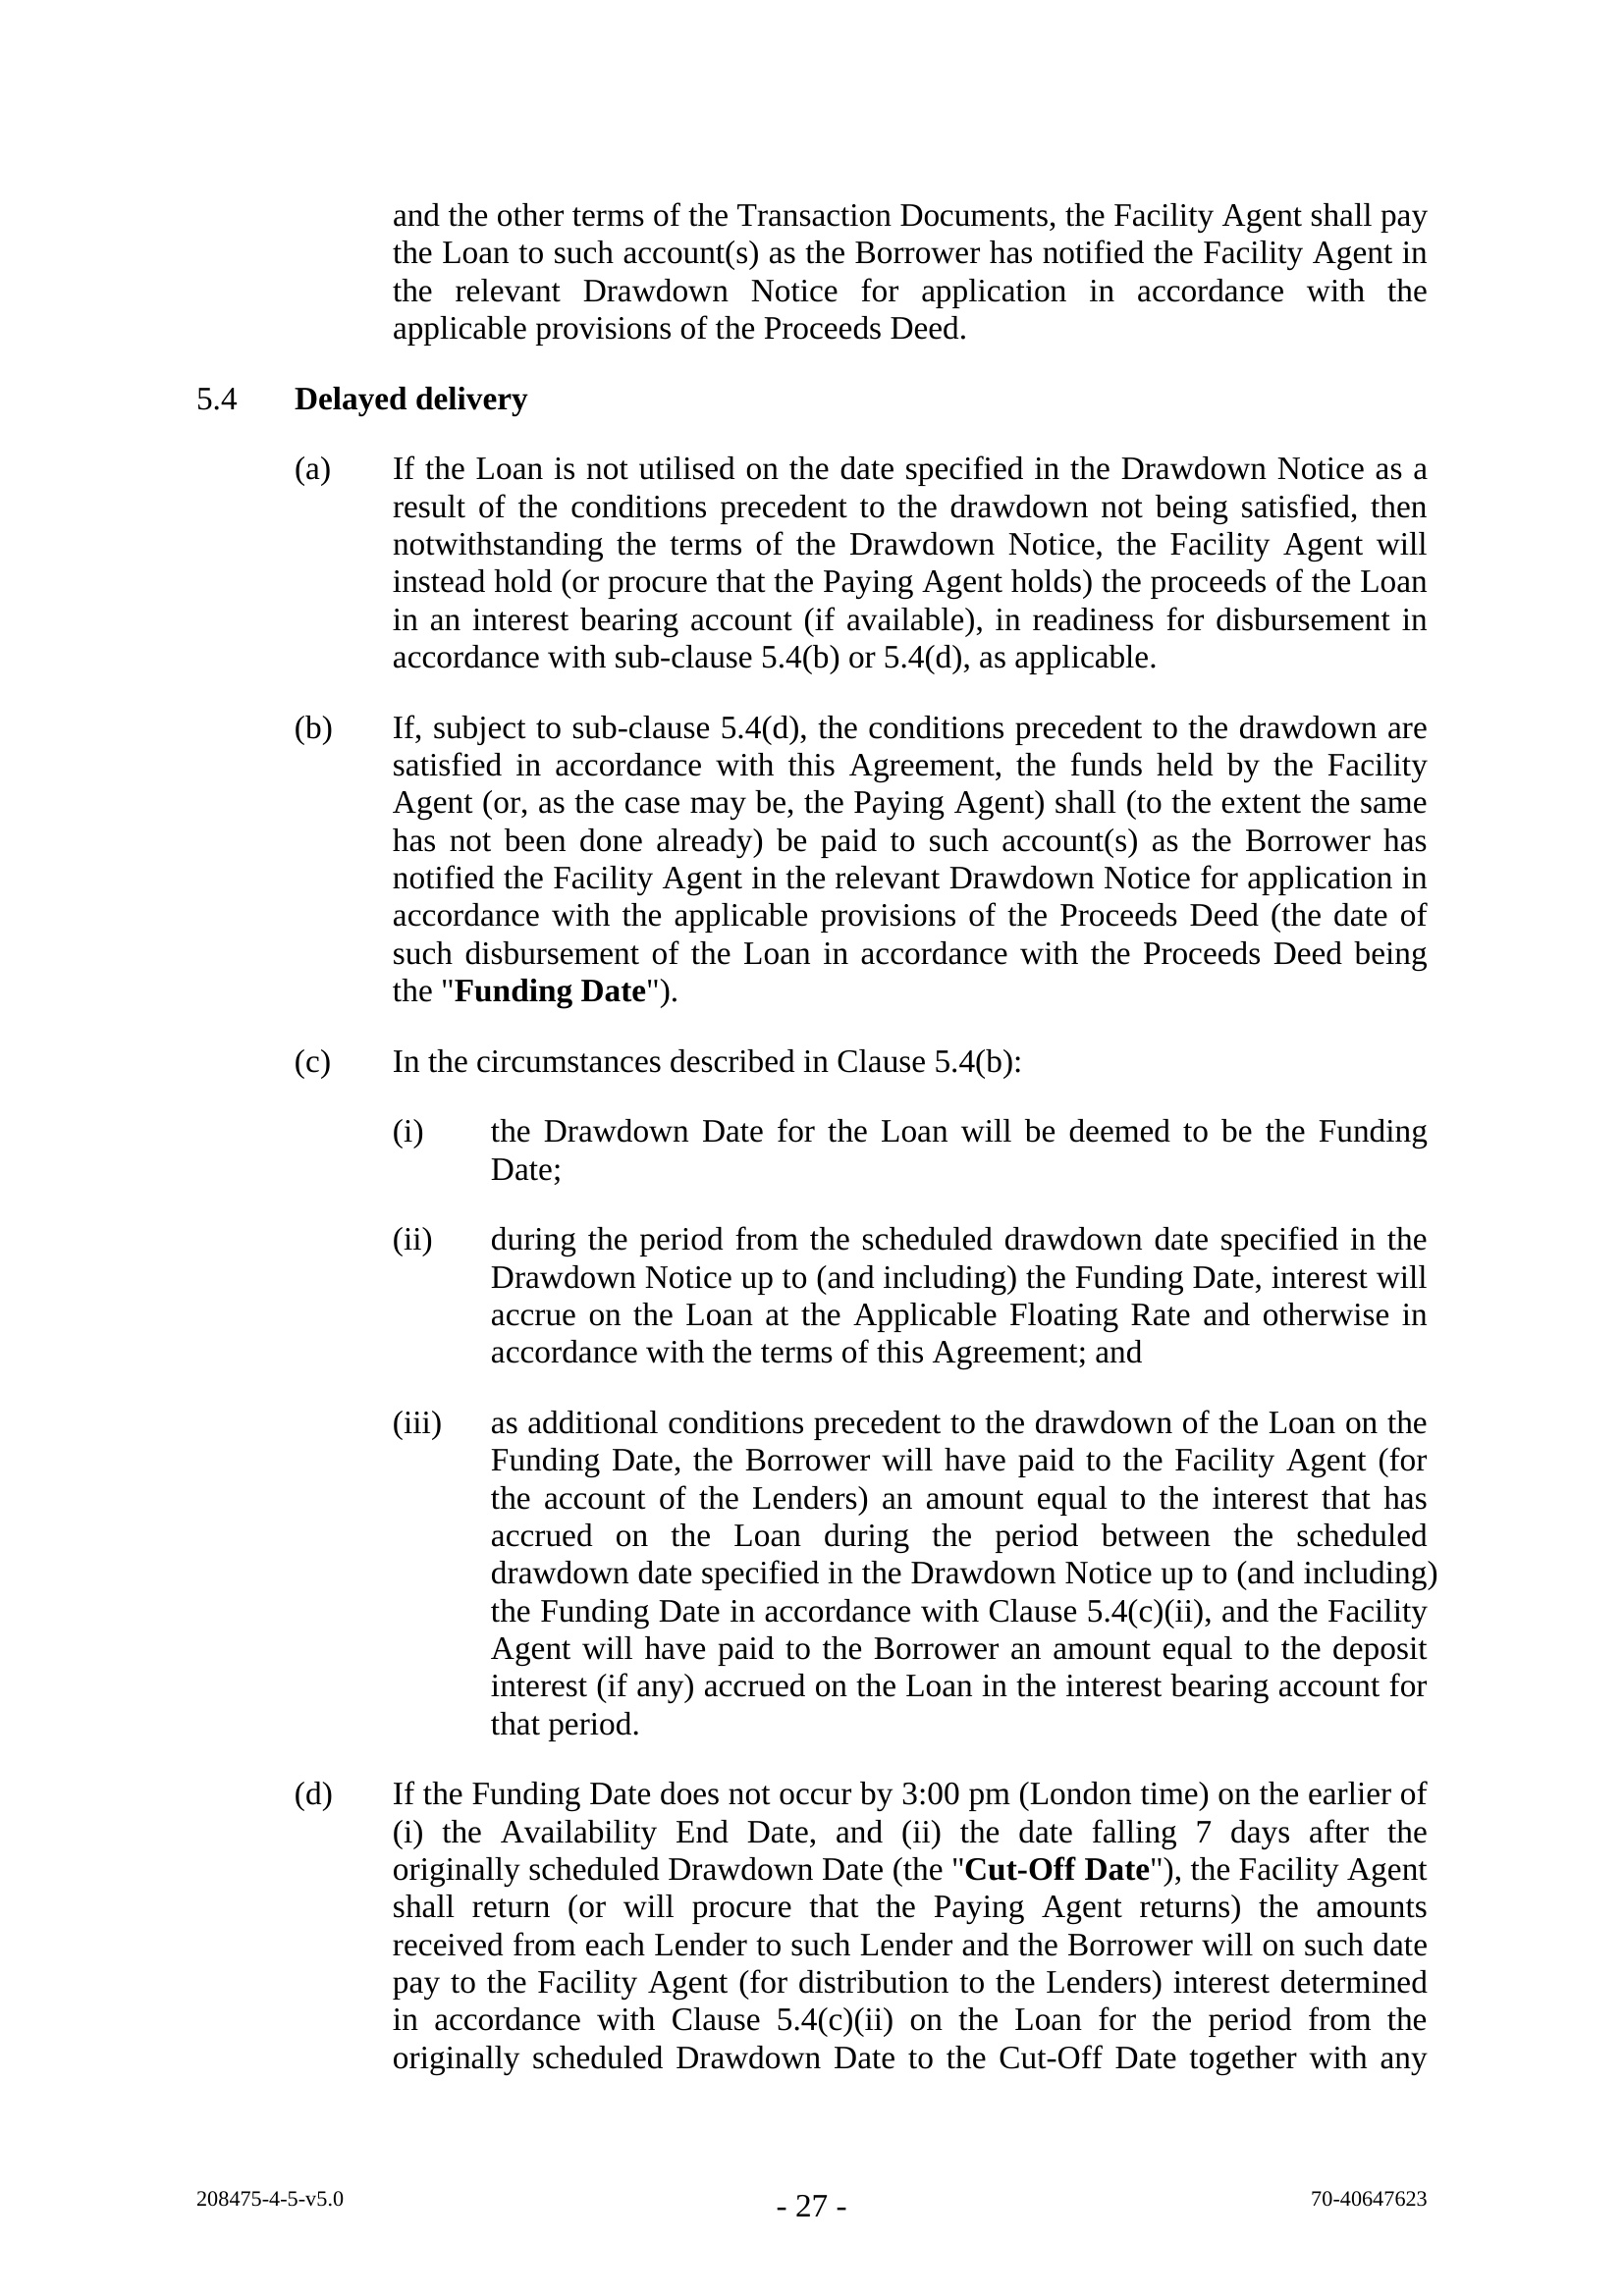 and the other terms of the Transaction Documents, the Facility Agent shall pay
the Loan to such account(s) as the Borrower has notified the Facility Agent in
the relevant Drawdown Notice for application in accordance with the
applicable provisions of the Proceeds Deed.
5.4 Delayed delivery
(a) If the Loan is not utilised on the date specified in the Drawdown Notice as a
result of the conditions precedent to the drawdown not being satisfied, then
notwithstanding the terms of the Drawdown Notice, the Facility Agent will
instead hold (or procure that the Paying Agent holds) the proceeds of the Loan
in an interest bearing account (if available), in readiness for disbursement in
accordance with sub-clause 5.4(b) or 5.4(d), as applicable.
(b) If, subject to sub-clause 5.4(d), the conditions precedent to the drawdown are
satisfied in accordance with this Agreement, the funds held by the Facility
Agent (or, as the case may be, the Paying Agent) shall (to the extent the same
has not been done already) be paid to such account(s) as the Borrower has
notified the Facility Agent in the relevant Drawdown Notice for application in
accordance with the applicable provisions of the Proceeds Deed (the date of
such disbursement of the Loan in accordance with the Proceeds Deed being
the "Funding Date").
(c) In the circumstances described in Clause 5.4(b):
(i) the Drawdown Date for the Loan will be deemed to be the Funding
Date;
(ii) during the period from the scheduled drawdown date specified in the
Drawdown Notice up to (and including) the Funding Date, interest will
accrue on the Loan at the Applicable Floating Rate and otherwise in
accordance with the terms of this Agreement; and
(iii) as additional conditions precedent to the drawdown of the Loan on the
Funding Date, the Borrower will have paid to the Facility Agent (for
the account of the Lenders) an amount equal to the interest that has
accrued on the Loan during the period between the scheduled
drawdown date specified in the Drawdown Notice up to (and including)
the Funding Date in accordance with Clause 5.4(c)(ii), and the Facility
Agent will have paid to the Borrower an amount equal to the deposit
interest (if any) accrued on the Loan in the interest bearing account for
that period.
(d) If the Funding Date does not occur by 3:00 pm (London time) on the earlier of
(i) the Availability End Date, and (ii) the date falling 7 days after the
originally scheduled Drawdown Date (the "Cut-Off Date"), the Facility Agent
shall return (or will procure that the Paying Agent returns) the amounts
received from each Lender to such Lender and the Borrower will on such date
pay to the Facility Agent (for distribution to the Lenders) interest determined
in accordance with Clause 5.4(c)(ii) on the Loan for the period from the
originally scheduled Drawdown Date to the Cut-Off Date together with any
208475-4-5-v5.0 - 27 - 70-40647623